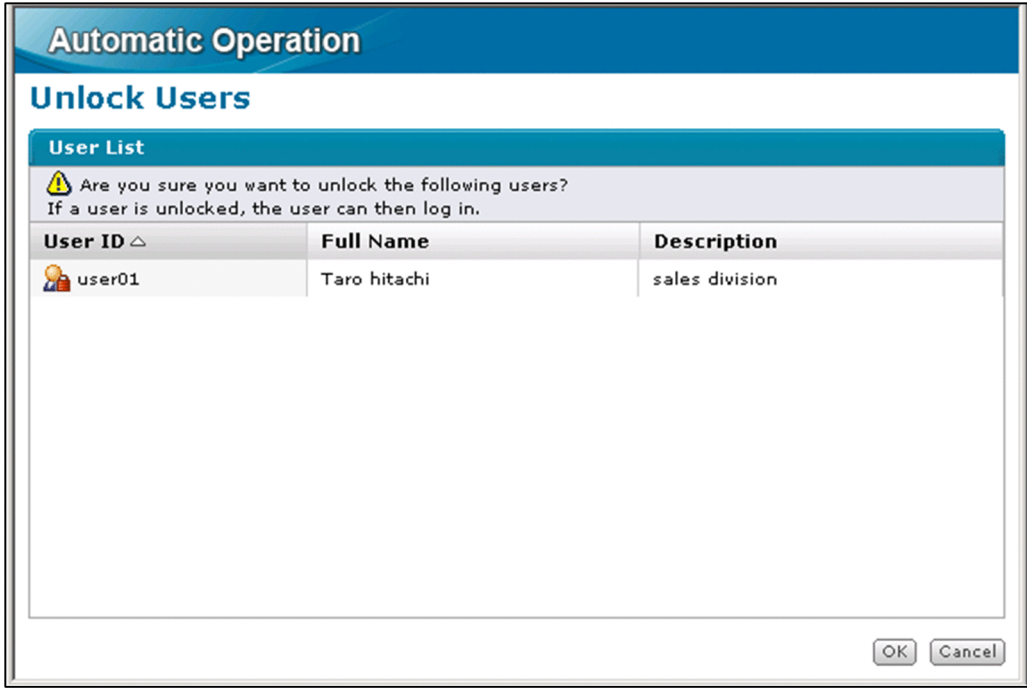 Automatic Operation
Unlock Users
User List
Are you sure you want to unlock the following users?
If a user is unlocked, the user can then log in.
User ID Full Name Description
user01 Taro hitachi sales division
OK Cancel